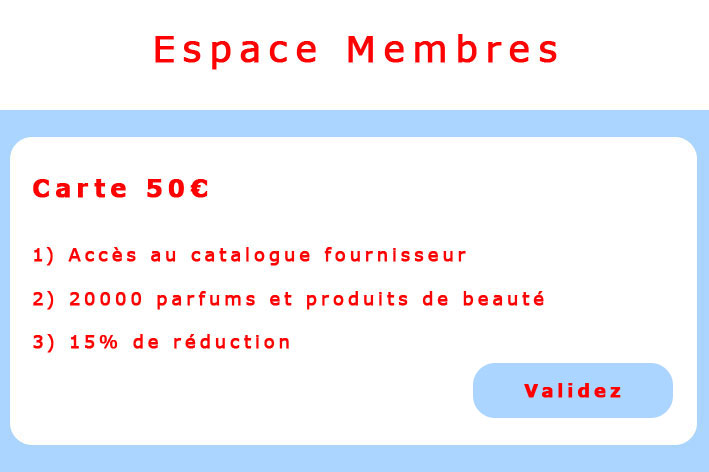 Espace Membres
Carte 50€
1) Accès au catalogue fournisseur
2) 20000 parfums et produits de beauté
3) 15% de réduction
Validez